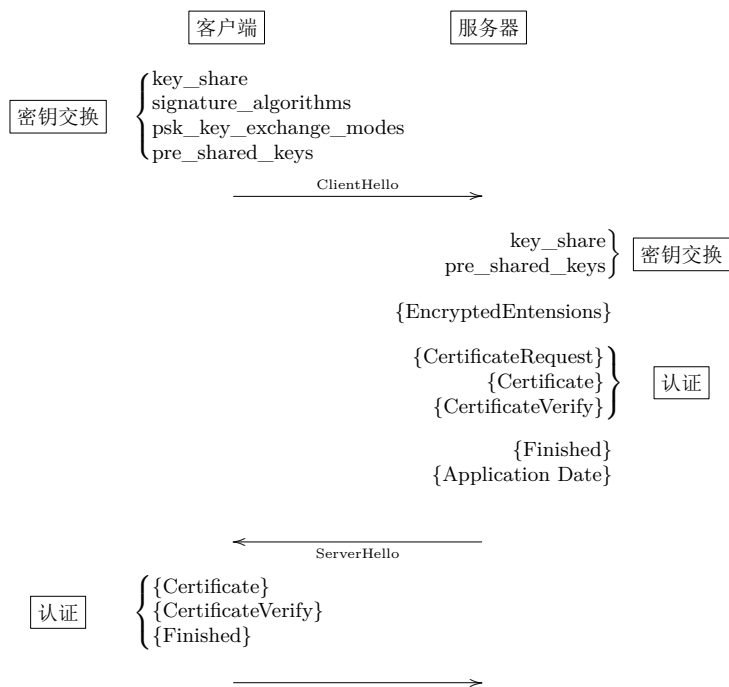 客户端
服务器
密钥交换
key_share
signature_algorithms
psk_key_exchange_modes
pre_shared_keys
ClientHello
key_share
pre_shared_keys
密钥交换
{EncryptedEntensions}
{CertificateRequest}
{Certificate}
{CertificateVerify}
认证
{Finished}
{Application Date}
ServerHello
认证
{Certificate}
{CertificateVerify}
{Finished}